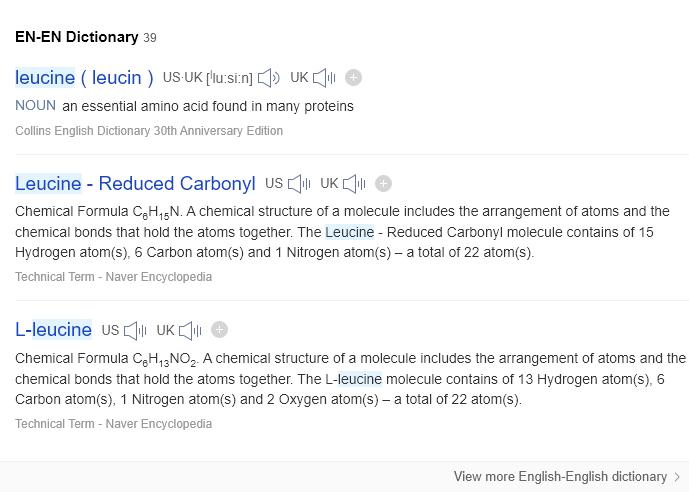 EN-EN Dictionary 39
leucine ( leucin ) US·UK [ˈluːsiːn] UK
NOUN an essential amino acid found in many proteins
Collins English Dictionary 30th Anniversary Edition
Leucine - Reduced Carbonyl US UK
Chemical Formula C₆H₁₅N. A chemical structure of a molecule includes the arrangement of atoms and the
chemical bonds that hold the atoms together. The Leucine - Reduced Carbonyl molecule contains of 15
Hydrogen atom(s), 6 Carbon atom(s) and 1 Nitrogen atom(s) – a total of 22 atom(s).
Technical Term - Naver Encyclopedia
L-leucine US UK
Chemical Formula C₆H₁₃NO₂. A chemical structure of a molecule includes the arrangement of atoms and the
chemical bonds that hold the atoms together. The L-leucine molecule contains of 13 Hydrogen atom(s), 6
Carbon atom(s), 1 Nitrogen atom(s) and 2 Oxygen atom(s) – a total of 22 atom(s).
Technical Term - Naver Encyclopedia
View more English-English dictionary